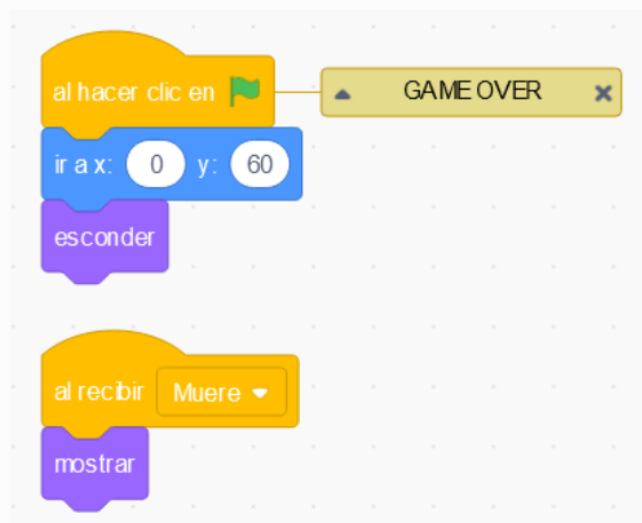 al hacer clic en
GAME OVER
ir a x: 0 y: 60
esconder
al recibir Muere
mostrar